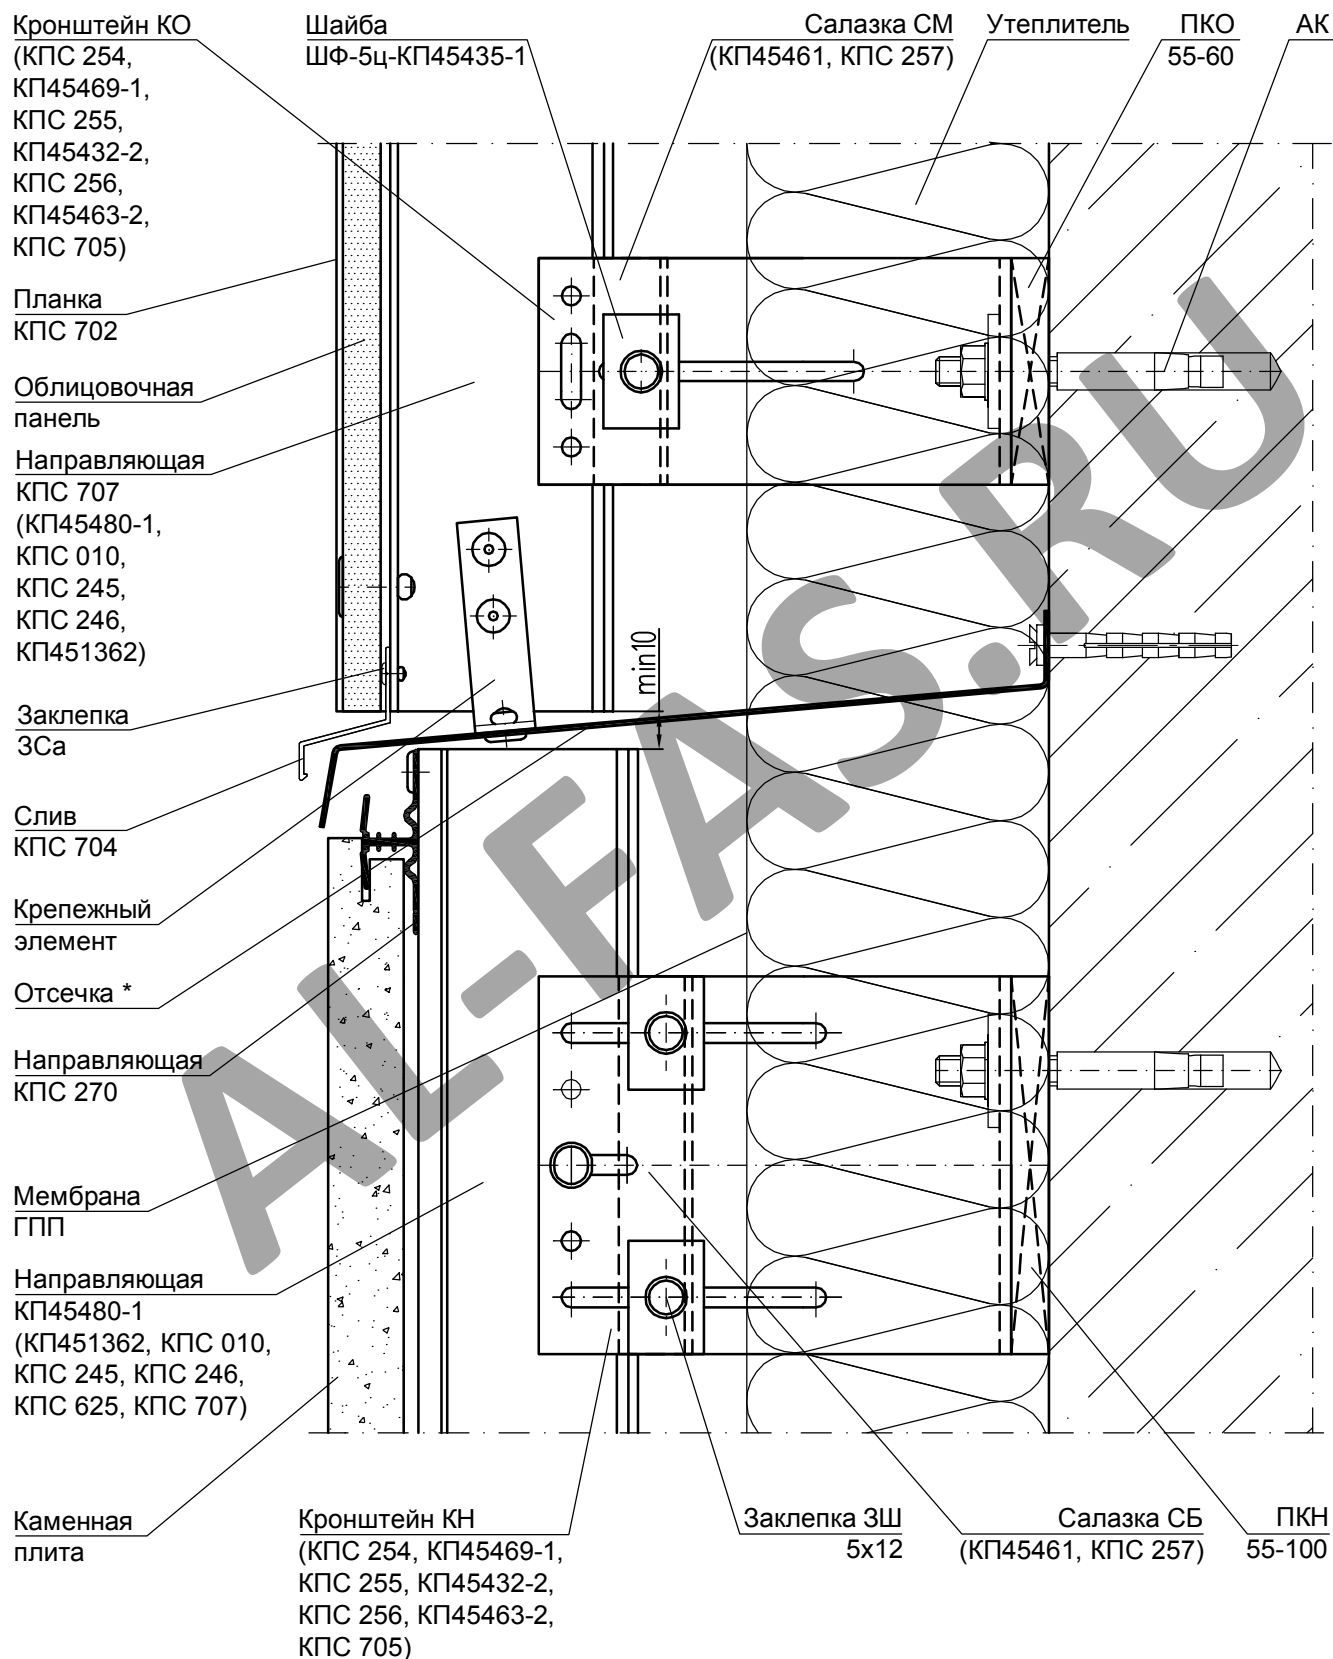 Кронштейн КО
(КПС 254,
КП45469-1,
КПС 255,
КП45432-2,
КПС 256,
КП45463-2,
КПС 705)
Шайба
ШФ-5ц-КП45435-1
Салазка СМ
(КП45461, КПС 257)
Утеплитель
ПКО
55-60
АК
Планка
КПС 702
Облицовочная
панель
Направляющая
КПС 707
(КП45480-1,
КПС 010,
КПС 245,
КПС 246,
КП451362)
Заклепка
ЗСа
Слив
КПС 704
Крепежный
элемент
Отсечка *
Направляющая
КПС 270
Мембрана
ГПП
Направляющая
КП45480-1
(КП451362, КПС 010,
КПС 245, КПС 246,
КПС 625, КПС 707)
Каменная
плита
min10
AL-FAS.RU
Кронштейн КН
(КПС 254, КП45469-1,
КПС 255, КП45432-2,
КПС 256, КП45463-2,
КПС 705)
Заклепка ЗШ
5х12
Салазка СБ
(КП45461, КПС 257)
ПКН
55-100